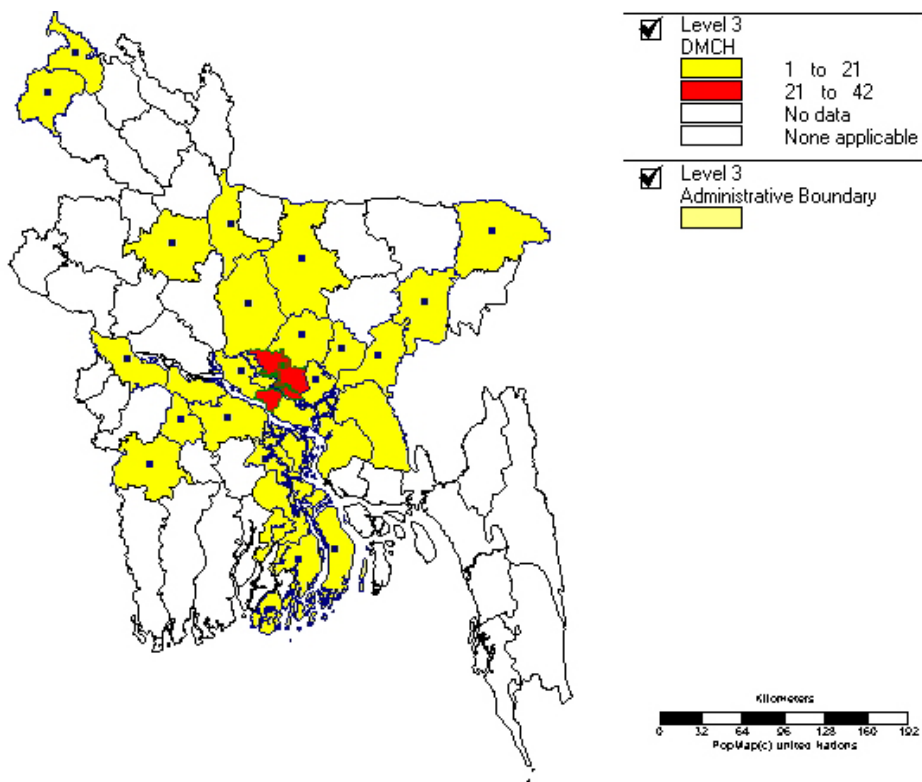 Level 3
DMCH
1 to 21
21 to 42
No data
None applicable
Level 3
Administrative Boundary
Kilometers
0 32 64 96 128 160 192
PopMap(c) United Nations